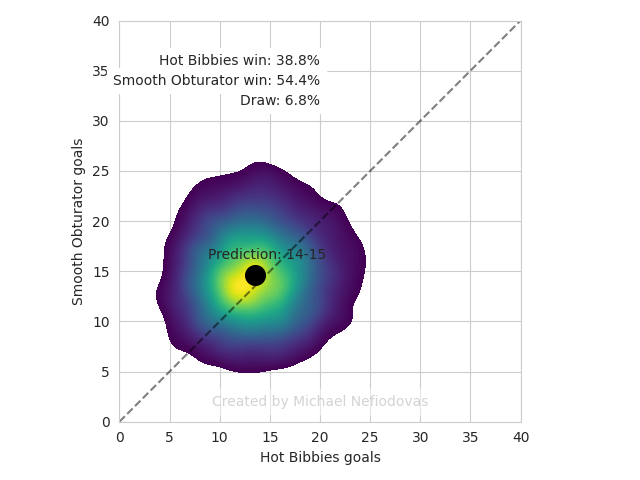 40
35
30
25
20
15
10
5
0
Smooth Obturator goals
Hot Bibbies win: 38.8%
Smooth Obturator win: 54.4%
Draw: 6.8%
Prediction: 14-15
Created by Michael Nefiodovas
0 5 10 15 20 25 30 35 40
Hot Bibbies goals